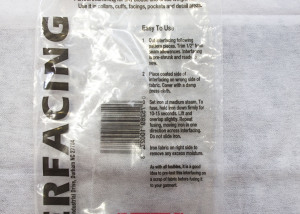 Use it in collars, cuffs, facings, pockets and detail areas.
Easy To Use
1. Cut interfacing following
pattern pieces. Trim 1/2" from
seam allowances. Interfacing
is pre-shrunk and ready
2. Place coated side of
interfacing on wrong side of
fabric. Cover with a damp
press cloth.
3. Set iron at medium steam. To
fuse, hold iron down firmly for
10-15 seconds. Lift and
overlap slightly. Repeat
fusing, moving iron in one
direction across interfacing.
Do not slide iron.
4. Iron fabric on right side to
remove any excess moisture.
As with all fusibles, it is a good
idea to pre-test this interfacing on
a scrap of fabric before fusing it
to your garment.
ERFACING
Industrial Drive, Durham NC